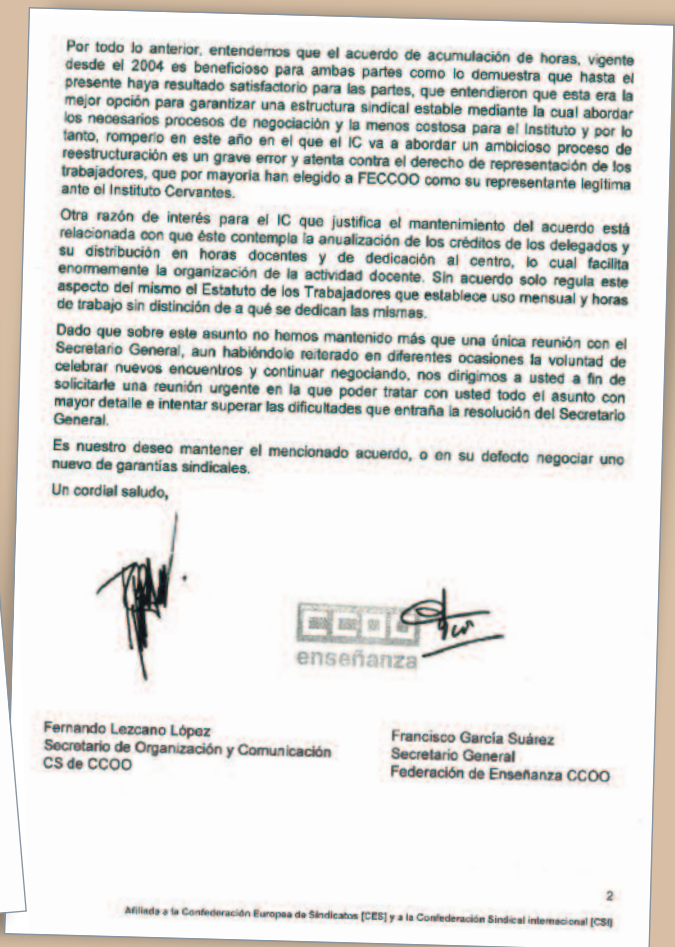 Por todo lo anterior, entendemos que el acuerdo de acumulación de horas, vigente
desde el 2004 es beneficioso para ambas partes como lo demuestra que hasta el
presente haya resultado satisfactorio para las partes, que entendieron que esta era la
mejor opción para garantizar una estructura sindical estable mediante la cual abordar
los necesarios procesos de negociación y la menos costosa para el Instituto y por lo
tanto, romperlo en este año en el que el IC va a abordar un ambicioso proceso de
reestructuración es un grave error y atenta contra el derecho de representación de los
trabajadores, que por mayoría han elegido a FECCOO como su representante legítima
ante el Instituto Cervantes.
Otra razón de interés para el IC que justifica el mantenimiento del acuerdo está
relacionada con que éste contempla la anualización de los créditos de los delegados y
su distribución en horas docentes y de dedicación al centro, lo cual facilita
enormemente la organización de la actividad docente. Sin acuerdo solo regula este
aspecto del mismo el Estatuto de los Trabajadores que establece uso mensual y horas
de trabajo sin distinción de a qué se dedican las mismas.
Dado que sobre este asunto no hemos mantenido más que una única reunión con el
Secretario General, aun habiéndole reiterado en diferentes ocasiones la voluntad de
celebrar nuevos encuentros y continuar negociando, nos dirigimos a usted a fin de
solicitarle una reunión urgente en la que poder tratar con usted todo el asunto con
mayor detalle e intentar superar las dificultades que entraña la resolución del Secretario
General.
Es nuestro deseo mantener el mencionado acuerdo, o en su defecto negociar uno
nuevo de garantías sindicales.
Un cordial saludo,
CCOO
enseñanza
Fernando Lezcano López
Secretario de Organización y Comunicación
CS de CCOO
Francisco García Suárez
Secretario General
Federación de Enseñanza CCOO
2
Afiliada a la Confederación Europea de Sindicatos [CES] y a la Confederación Sindical internacional [CSI]